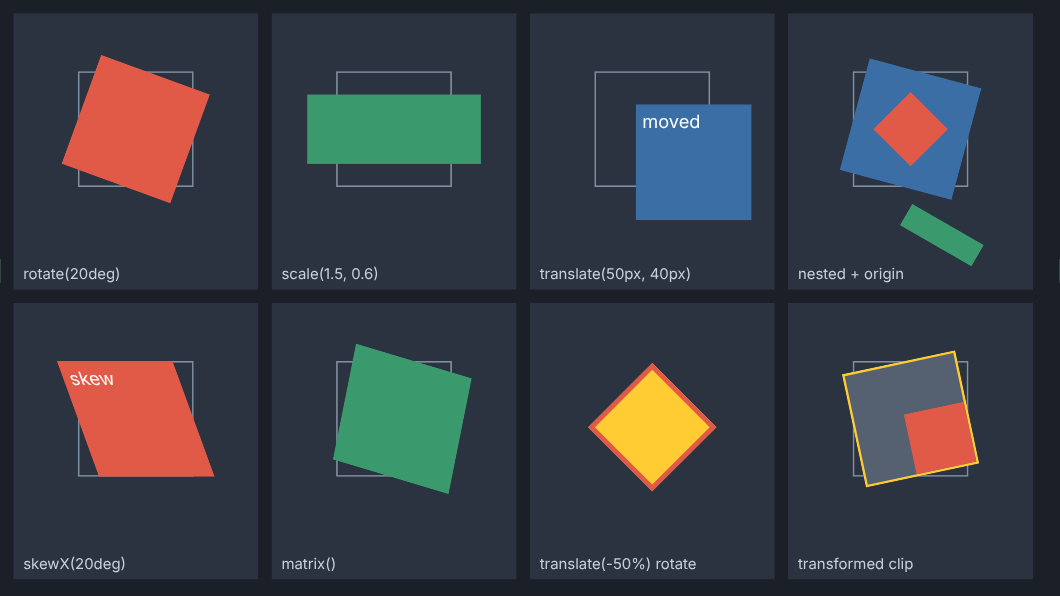 moved
rotate(20deg)
scale(1.5, 0.6)
translate(50px, 40px)
nested + origin
skew
skewX(20deg)
matrix()
translate(-50%) rotate
transformed clip